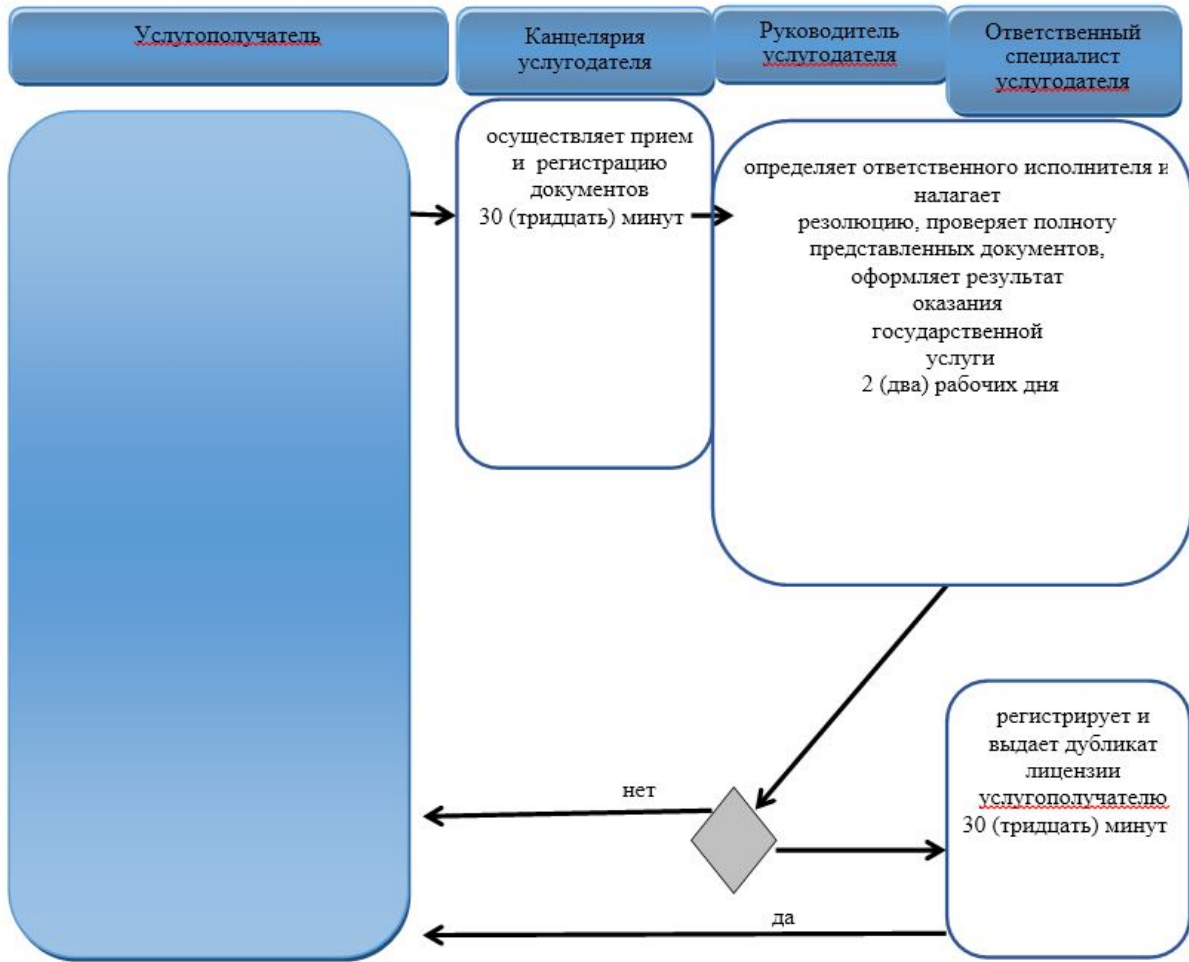 Услугополучатель
Канцелярия
услугодателя
Руководитель
услугодателя
Ответственный
специалист
услугодателя
осуществляет прием
и регистрацию
документов
30 (тридцать) минут
определяет ответственного исполнителя и
налагает
резолюцию, проверяет полноту
представленных документов,
оформляет результат
оказания
государственной
услуги
2 (два) рабочих дня
регистрирует и
выдает дубликат
лицензии
услугополучателю
30 (тридцать) минут
нет
да